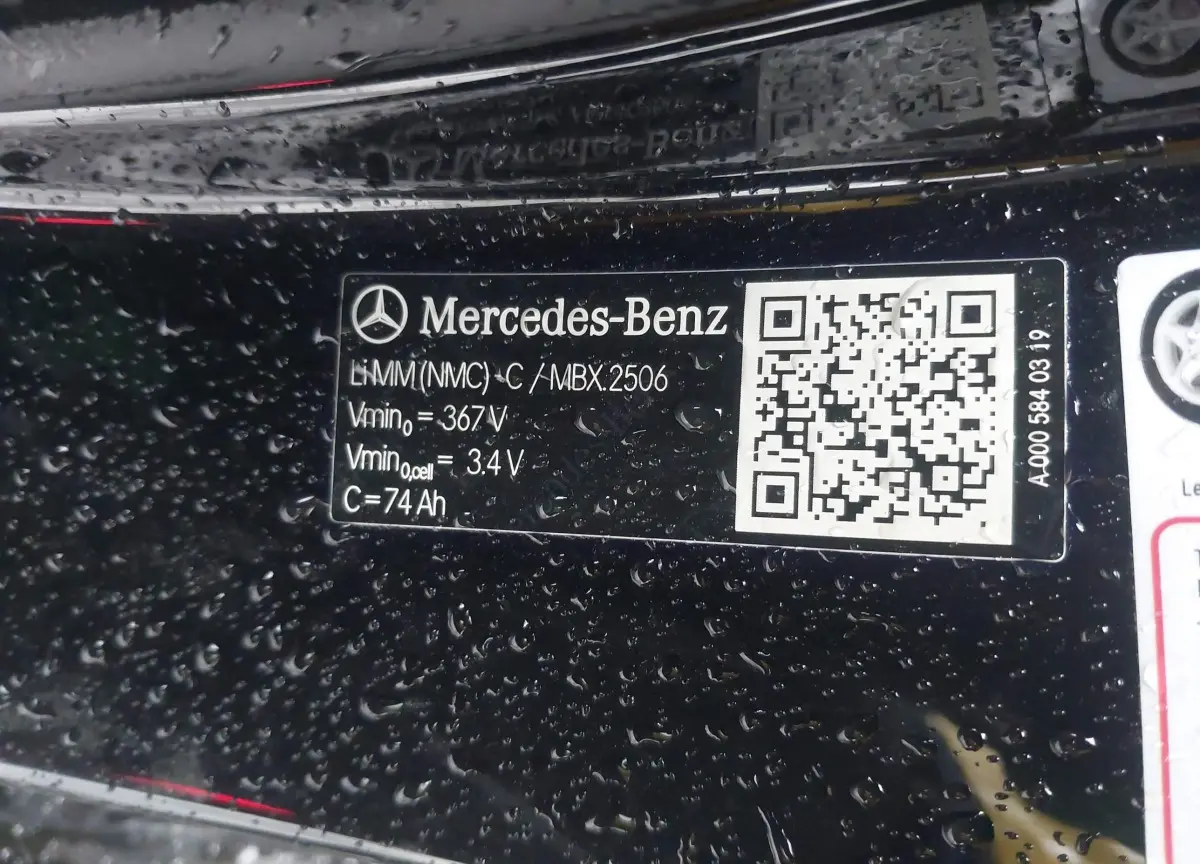 Mercedes-Benz
Li-MM(NMC)-C / MBX.2506
Vmin0 = 367 V
Vmin0,cell = 3.4 V
C=74 Ah
A 000 584 03 19
Le